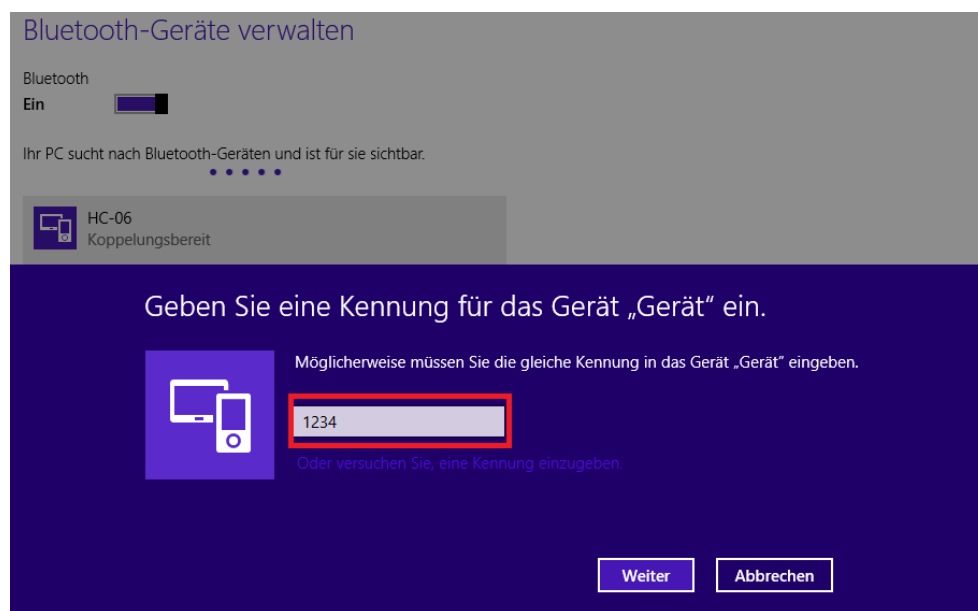 Bluetooth-Geräte verwalten
Bluetooth
Ein
Ihr PC sucht nach Bluetooth-Geräten und ist für sie sichtbar.
HC-06
Koppelungsbereit
Geben Sie eine Kennung für das Gerät „Gerät“ ein.
Möglicherweise müssen Sie die gleiche Kennung in das Gerät „Gerät“ eingeben.
1234
Oder versuchen Sie, eine Kennung einzugeben.
Weiter
Abbrechen